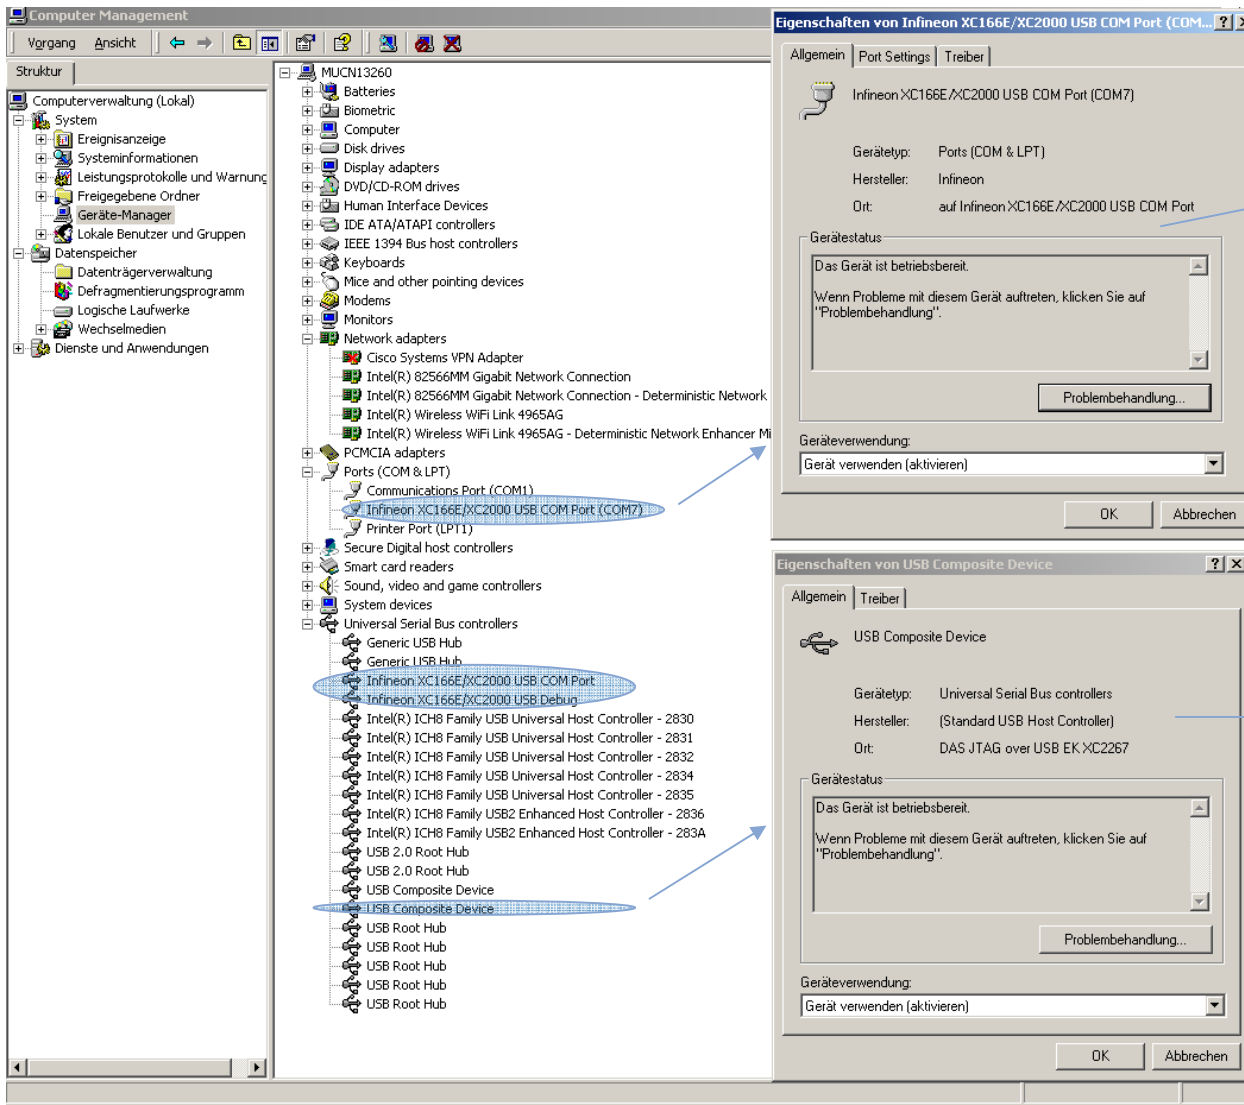 Computer Management
Vorgang Ansicht
Struktur
Computerverwaltung (Lokal)
System
Ereignisanzeige
Systeminformationen
Leistungsprotokolle und Warnung
Freigegebene Ordner
Geräte-Manager
Lokale Benutzer und Gruppen
Datenspeicher
Datenträgerverwaltung
Defragmentierungsprogramm
Logische Laufwerke
Wechselmedien
Dienste und Anwendungen
MUCN13260
Batteries
Biometric
Computer
Disk drives
Display adapters
DVD/CD-ROM drives
Human Interface Devices
IDE ATA/ATAPI controllers
IEEE 1394 Bus host controllers
Keyboards
Mice and other pointing devices
Modems
Monitors
Network adapters
Cisco Systems VPN Adapter
Intel(R) 82566MM Gigabit Network Connection
Intel(R) 82566MM Gigabit Network Connection - Deterministic Network
Intel(R) Wireless WiFi Link 4965AG
Intel(R) Wireless WiFi Link 4965AG - Deterministic Network Enhancer Mi
PCMCIA adapters
Ports (COM & LPT)
Communications Port (COM1)
Infineon XC166E/XC2000 USB COM Port (COM7)
Printer Port (LPT1)
Secure Digital host controllers
Smart card readers
Sound, video and game controllers
System devices
Universal Serial Bus controllers
Generic USB Hub
Generic USB Hub
Infineon XC166E/XC2000 USB COM Port
Infineon XC166E/XC2000 USB Debug
Intel(R) ICH8 Family USB Universal Host Controller - 2830
Intel(R) ICH8 Family USB Universal Host Controller - 2831
Intel(R) ICH8 Family USB Universal Host Controller - 2832
Intel(R) ICH8 Family USB Universal Host Controller - 2834
Intel(R) ICH8 Family USB Universal Host Controller - 2835
Intel(R) ICH8 Family USB2 Enhanced Host Controller - 2836
Intel(R) ICH8 Family USB2 Enhanced Host Controller - 283A
USB 2.0 Root Hub
USB 2.0 Root Hub
USB Composite Device
USB Composite Device
USB Root Hub
USB Root Hub
USB Root Hub
USB Root Hub
USB Root Hub
Eigenschaften von Infineon XC166E/XC2000 USB COM Port (COM...
Allgemein Port Settings Treiber
Infineon XC166E/XC2000 USB COM Port (COM7)
Gerätetyp: Ports (COM & LPT)
Hersteller: Infineon
Ort: auf Infineon XC166E/XC2000 USB COM Port
Gerätestatus
Das Gerät ist betriebsbereit.
Wenn Probleme mit diesem Gerät auftreten, klicken Sie auf
"Problembehandlung".
Problembehandlung...
Geräteverwendung:
Gerät verwenden (aktivieren)
OK Abbrechen
Eigenschaften von USB Composite Device
Allgemein Treiber
USB Composite Device
Gerätetyp: Universal Serial Bus controllers
Hersteller: (Standard USB Host Controller)
Ort: DAS JTAG over USB EK XC2267
Gerätestatus
Das Gerät ist betriebsbereit.
Wenn Probleme mit diesem Gerät auftreten, klicken Sie auf
"Problembehandlung".
Problembehandlung...
Geräteverwendung:
Gerät verwenden (aktivieren)
OK Abbrechen